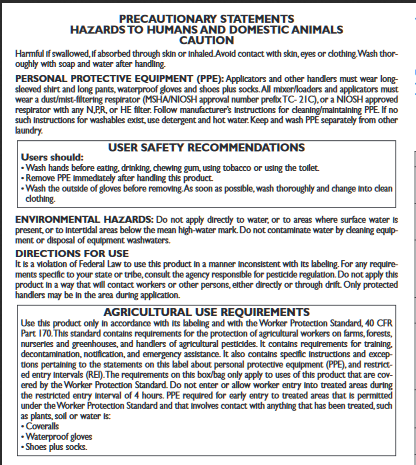 PRECAUTIONARY STATEMENTS
HAZARDS TO HUMANS AND DOMESTIC ANIMALS
CAUTION
Harmful if swallowed, if absorbed through skin or inhaled. Avoid contact with skin, eyes or clothing. Wash thor-
oughly with soap and water after handling.
PERSONAL PROTECTIVE EQUIPMENT (PPE): Applicators and other handlers must wear long-
sleeved shirt and long pants, waterproof gloves and shoes plus socks. All mixer/loaders and applicators must
wear a dust/mist-filtering respirator (MSHA/NIOSH approval number prefix TC- 21C), or a NIOSH approved
respirator with any N,P,R, or HE filter. Follow manufacturer's instructions for cleaning/maintaining PPE. If no
such instructions for washables exist, use detergent and hot water. Keep and wash PPE separately from other
laundry.
USER SAFETY RECOMMENDATIONS
Users should:
• Wash hands before eating, drinking, chewing gum, using tobacco or using the toilet.
• Remove PPE immediately after handling this product.
• Wash the outside of gloves before removing. As soon as possible, wash thoroughly and change into clean
clothing.
ENVIRONMENTAL HAZARDS: Do not apply directly to water, or to areas where surface water is
present, or to intertidal areas below the mean high-water mark. Do not contaminate water by cleaning equip-
ment or disposal of equipment washwaters.
DIRECTIONS FOR USE
It is a violation of Federal Law to use this product in a manner inconsistent with its labeling. For any require-
ments specific to your state or tribe, consult the agency responsible for pesticide regulation. Do not apply this
product in a way that will contact workers or other persons, either directly or through drift. Only protected
handlers may be in the area during application.
AGRICULTURAL USE REQUIREMENTS
Use this product only in accordance with its labeling and with the Worker Protection Standard, 40 CFR
Part 170. This standard contains requirements for the protection of agricultural workers on farms, forests,
nurseries and greenhouses, and handlers of agricultural pesticides. It contains requirements for training,
decontamination, notification, and emergency assistance. It also contains specific instructions and excep-
tions pertaining to the statements on this label about personal protective equipment (PPE), and restrict-
ed entry intervals (REI). The requirements on this box/bag only apply to uses of this product that are cov-
ered by the Worker Protection Standard. Do not enter or allow worker entry into treated areas during
the restricted entry interval of 4 hours. PPE required for early entry to treated areas that is permitted
under the Worker Protection Standard and that involves contact with anything that has been treated, such
as plants, soil or water is:
• Coveralls
• Waterproof gloves
• Shoes plus socks.